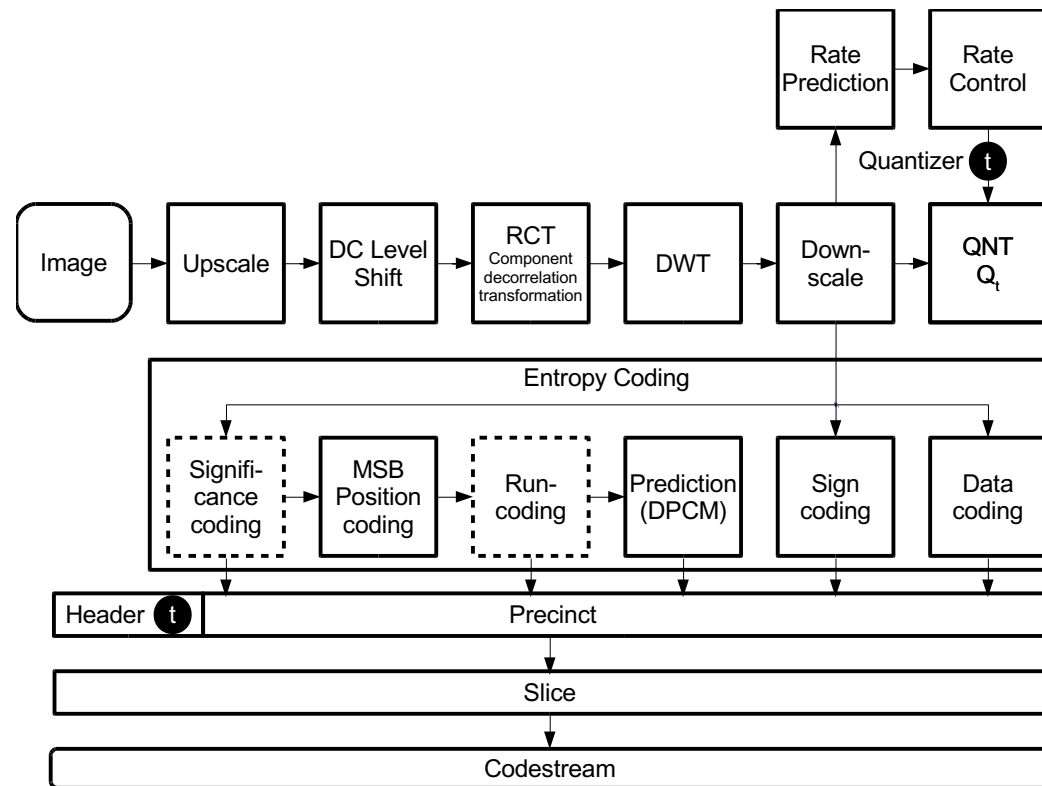 Rate
Prediction
Rate
Control
Quantizer t
Image
Upscale
DC Level
Shift
RCT
Component
decorrelation
transformation
DWT
Down-
scale
QNT
Qt
Entropy Coding
Signifi-
cance
coding
MSB
Position
coding
Run-
coding
Prediction
(DPCM)
Sign
coding
Data
coding
Header t
Precinct
Slice
Codestream